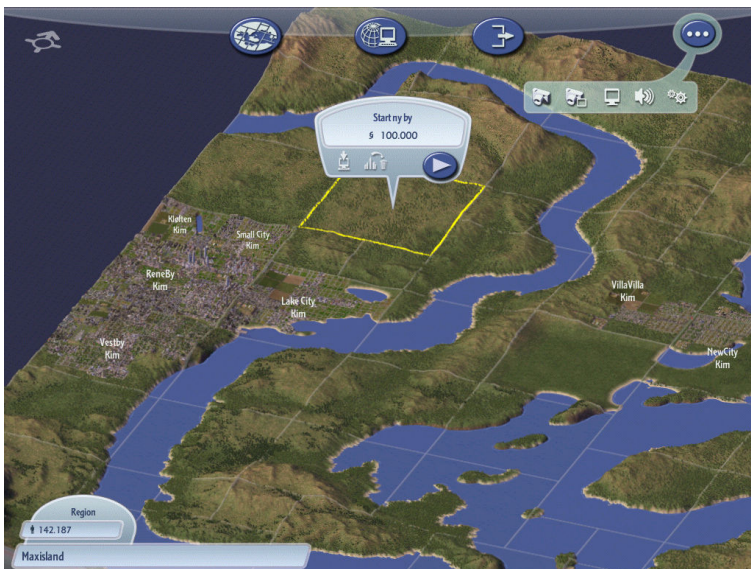 Start ny by
§ 100.000
Kløften
Kim
Small City
Kim
ReneBy
Kim
Lake City
Kim
VillaVilla
Kim
Vestby
Kim
NewCity
Kim
Region
142.187
Maxisland